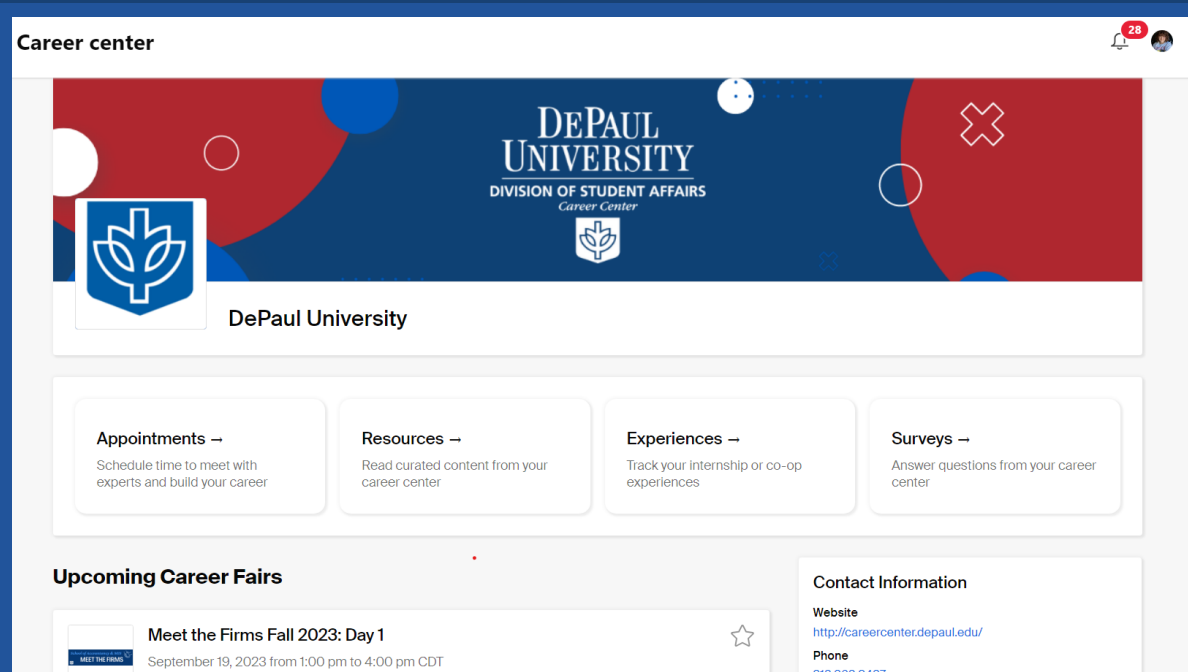 Career center
28
DEPAUL
UNIVERSITY
DIVISION OF STUDENT AFFAIRS
Career Center
DePaul University
Appointments →
Schedule time to meet with
experts and build your career
Resources →
Read curated content from your
career center
Experiences →
Track your internship or co-op
experiences
Surveys →
Answer questions from your career
center
Upcoming Career Fairs
MEET THE FIRMS
Meet the Firms Fall 2023: Day 1
September 19, 2023 from 1:00 pm to 4:00 pm CDT
Contact Information
Website
http://careercenter.depaul.edu/
Phone